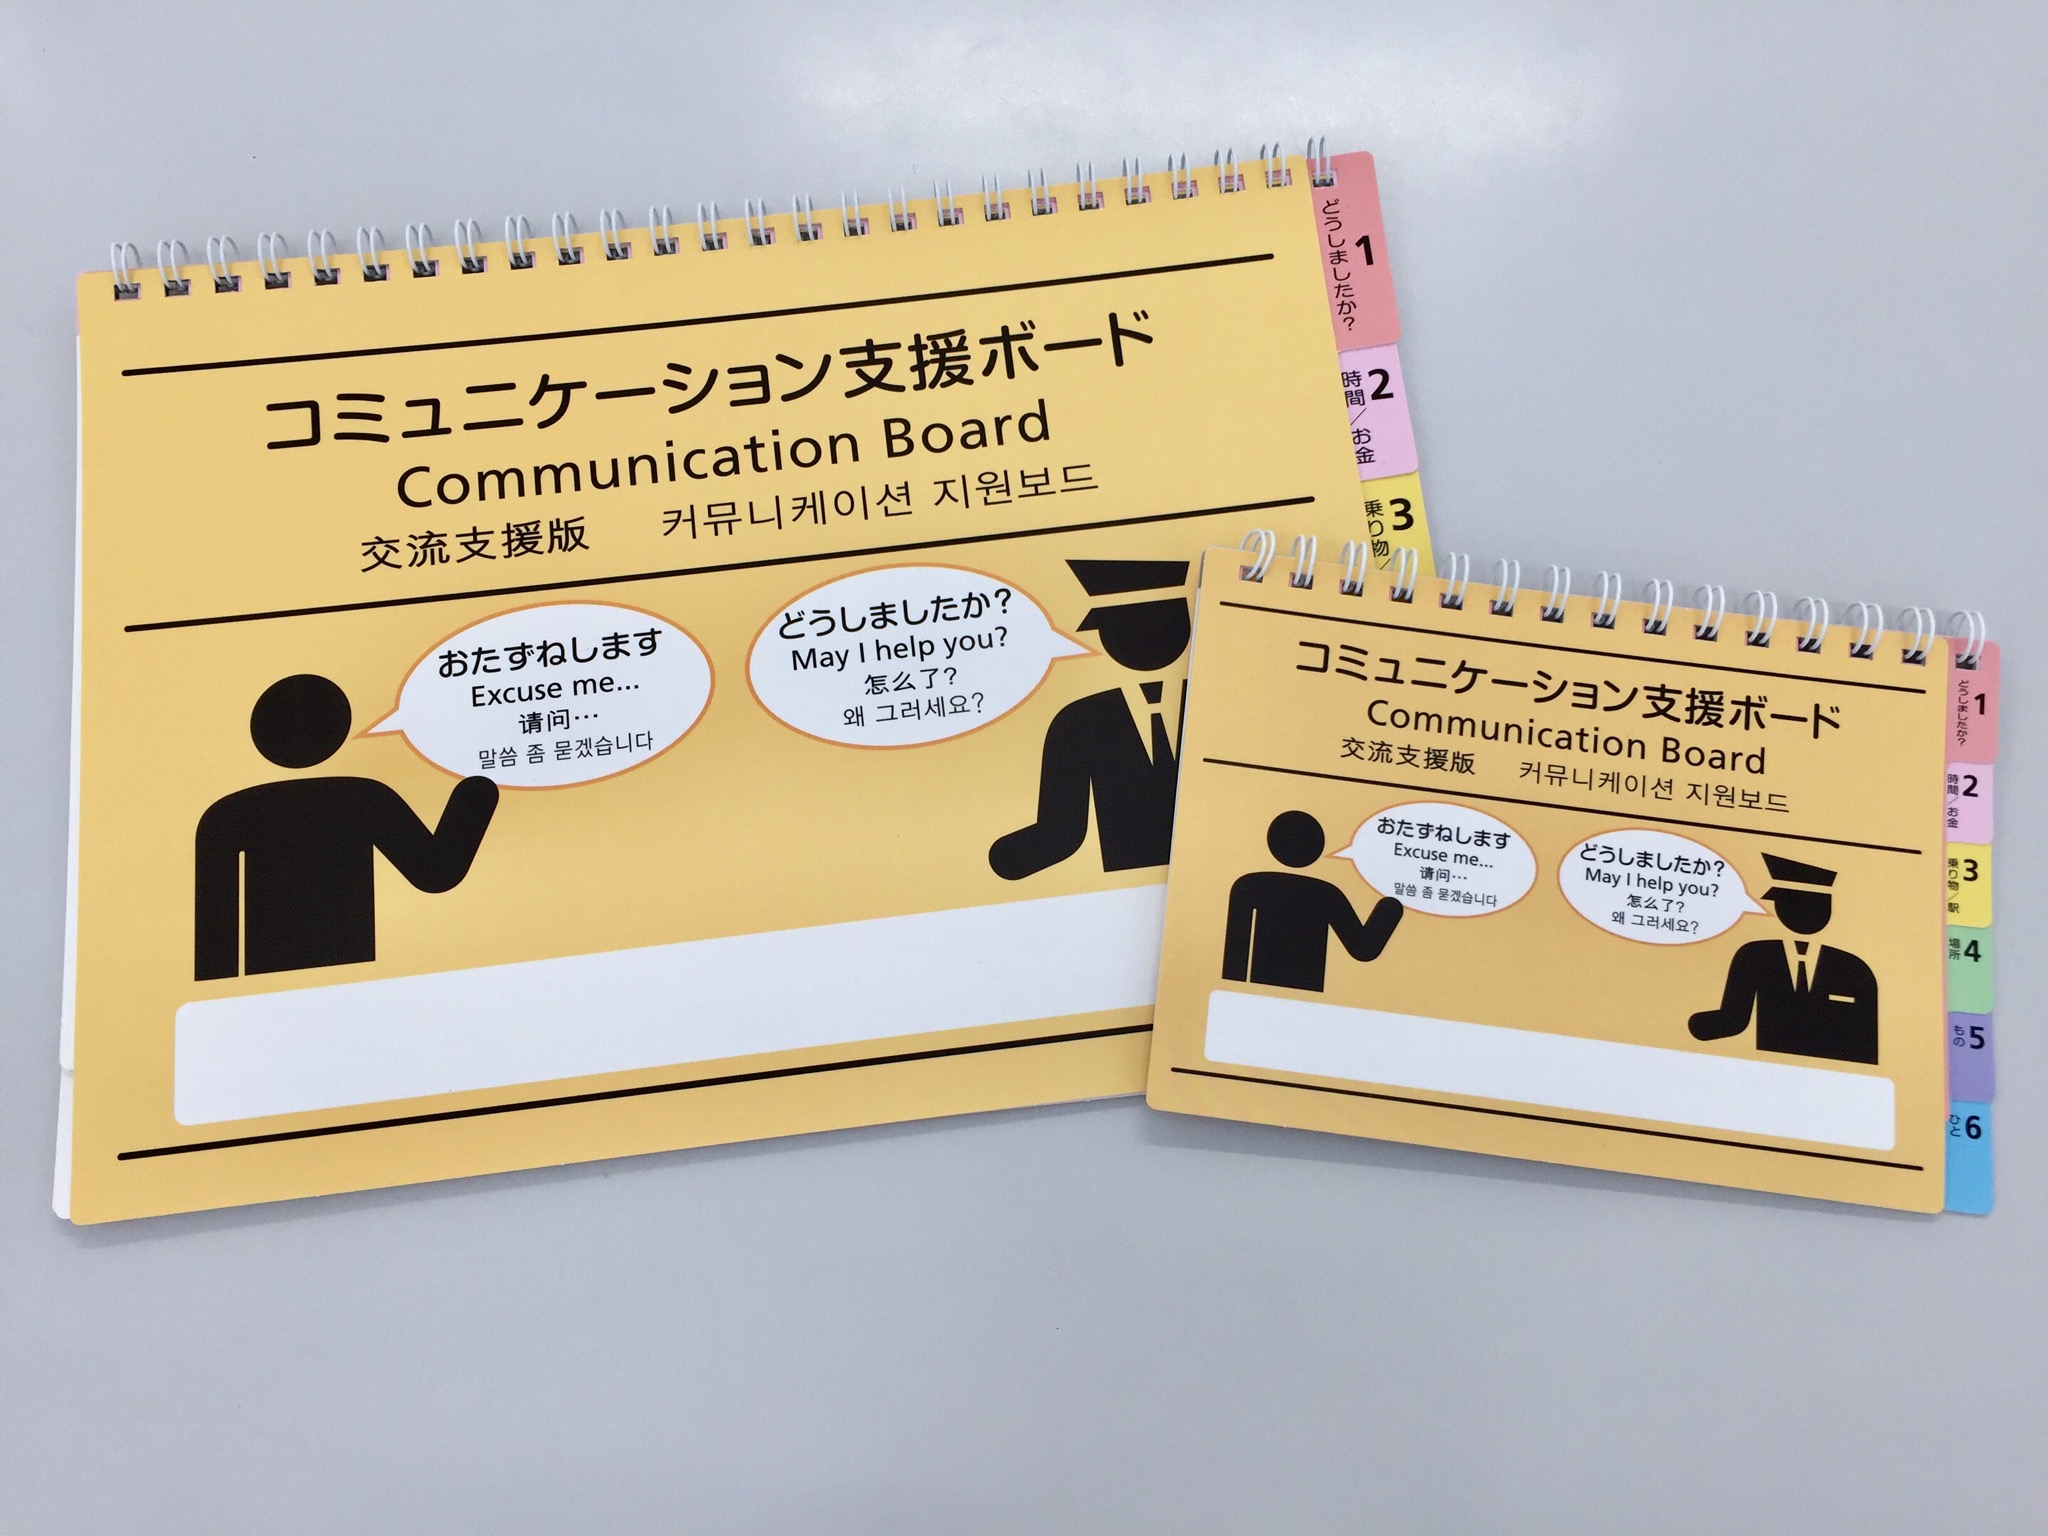 コミュニケーション支援ボード
Communication Board
交流支援版 커뮤니케이션 지원보드
おたずねします
Excuse me...
请问…
말씀 좀 묻겠습니다
どうしましたか?
May I help you?
怎么了?
왜 그러세요?
1 どうしましたか?
2 時間/お金
3 乗り物/
コミュニケーション支援ボード
Communication Board
交流支援版 커뮤니케이션 지원보드
おたずねします
Excuse me...
请问…
말씀 좀 묻겠습니다
どうしましたか?
May I help you?
怎么了?
왜 그러세요?
1 どうしましたか?
2 時間/お金
3 乗り物/駅
4 場所
5 もの
6 ひと